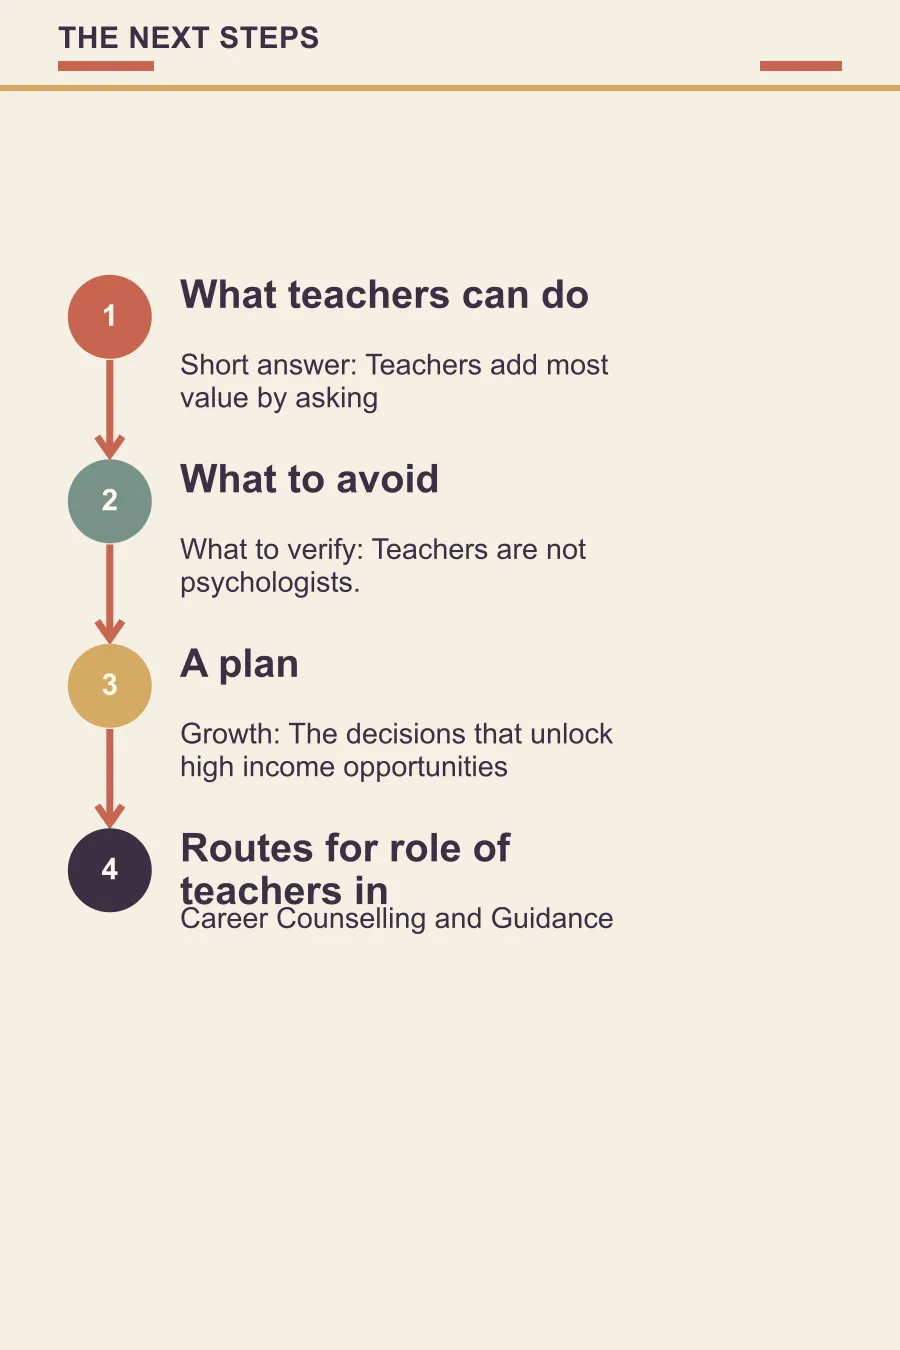 THE NEXT STEPS
1
What teachers can do
Short answer: Teachers add most
value by asking
2
What to avoid
What to verify: Teachers are not
psychologists.
3
A plan
Growth: The decisions that unlock
high income opportunities
4
Routes for role of
teachers in
Career Counselling and Guidance